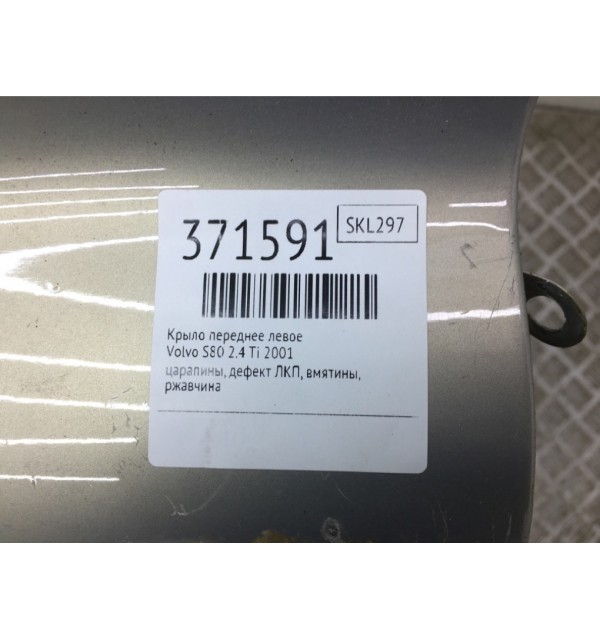 371591
SKL297
Крыло переднее левое
Volvo S80 2.4 Ti 2001
царапины, дефект ЛКП, вмятины,
ржавчина